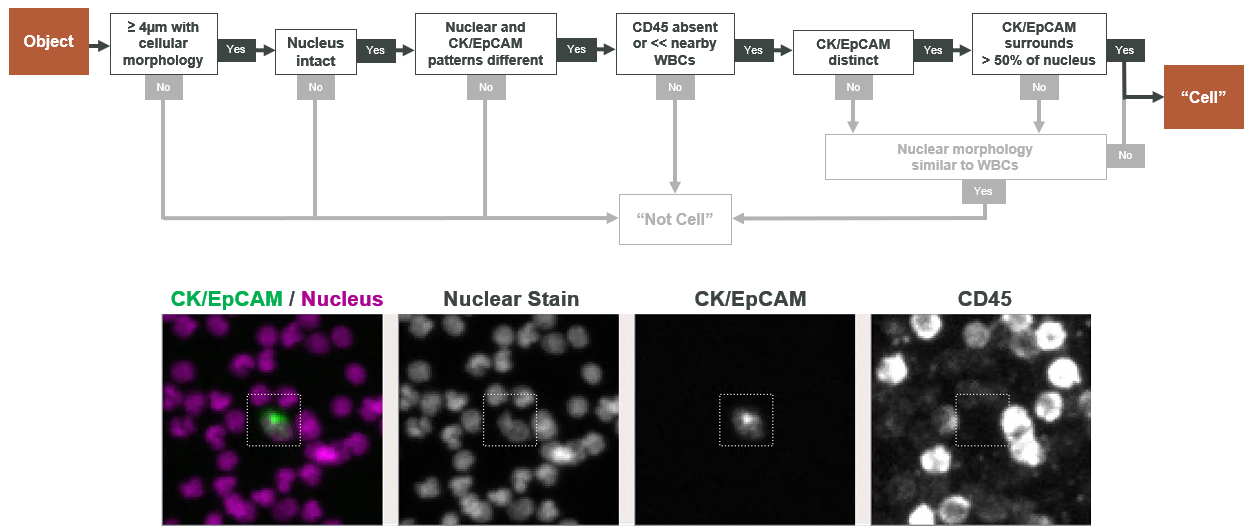 Object
≥ 4μm with
cellular
morphology
Yes
Nucleus
intact
Yes
Nuclear and
CK/EpCAM
patterns different
Yes
CD45 absent
or << nearby
WBCs
Yes
CK/EpCAM
distinct
Yes
CK/EpCAM
surrounds
> 50% of nucleus
Yes
“Cell”
No
No
No
No
No
No
Nuclear morphology
similar to WBCs
No
Yes
“Not Cell”
CK/EpCAM / Nucleus
Nuclear Stain
CK/EpCAM
CD45